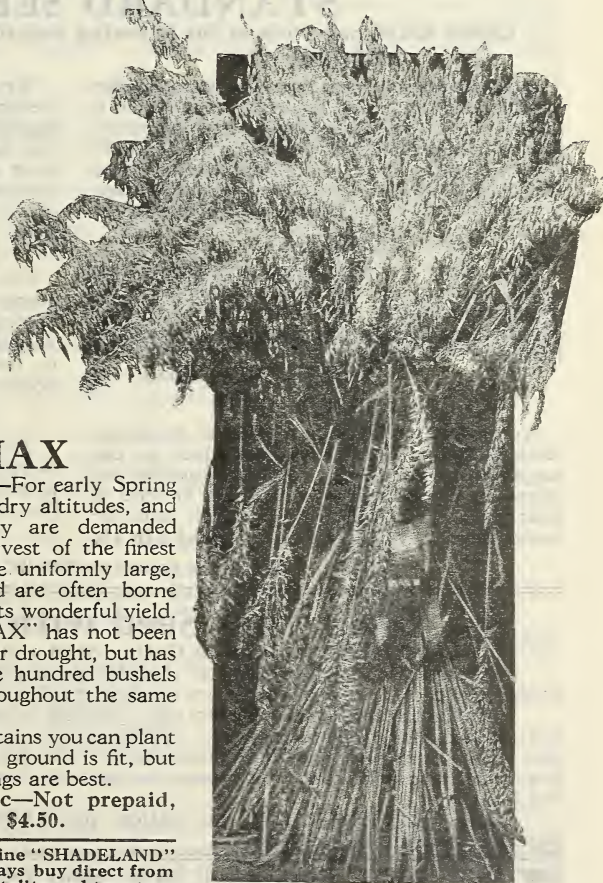 IAX
—For early Spring
dry altitudes, and
y are demanded
vest of the finest
e uniformly large,
d are often borne
ts wonderful yield.
AX" has not been
r drought, but has
e hundred bushels
oughout the same
tains you can plant
ground is fit, but
gs are best.
c—Not prepaid,
$4.50.
ine "SHADELAND"
ays buy direct from